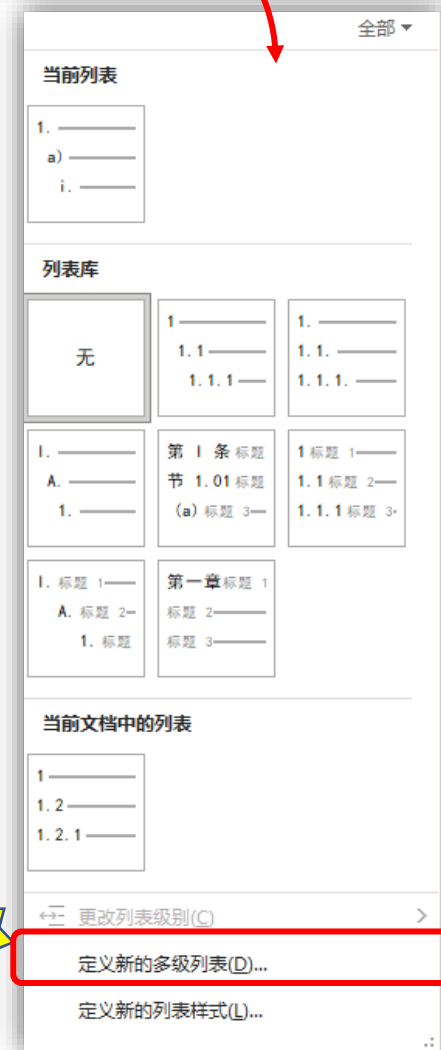 全部
当前列表
1.
a)
i.
列表库
无
1
1.1
1.1.1
1.
1.1.
1.1.1.
I.
A.
1.
第 I 条 标题
节 1.01 标题
(a) 标题 3
1 标题 1
1.1 标题 2
1.1.1 标题 3
I. 标题 1
A. 标题 2
1. 标题
第一章 标题 1
标题 2
标题 3
当前文档中的列表
1
1.2
1.2.1
更改列表级别(C)
定义新的多级列表(D)...
定义新的列表样式(L)...